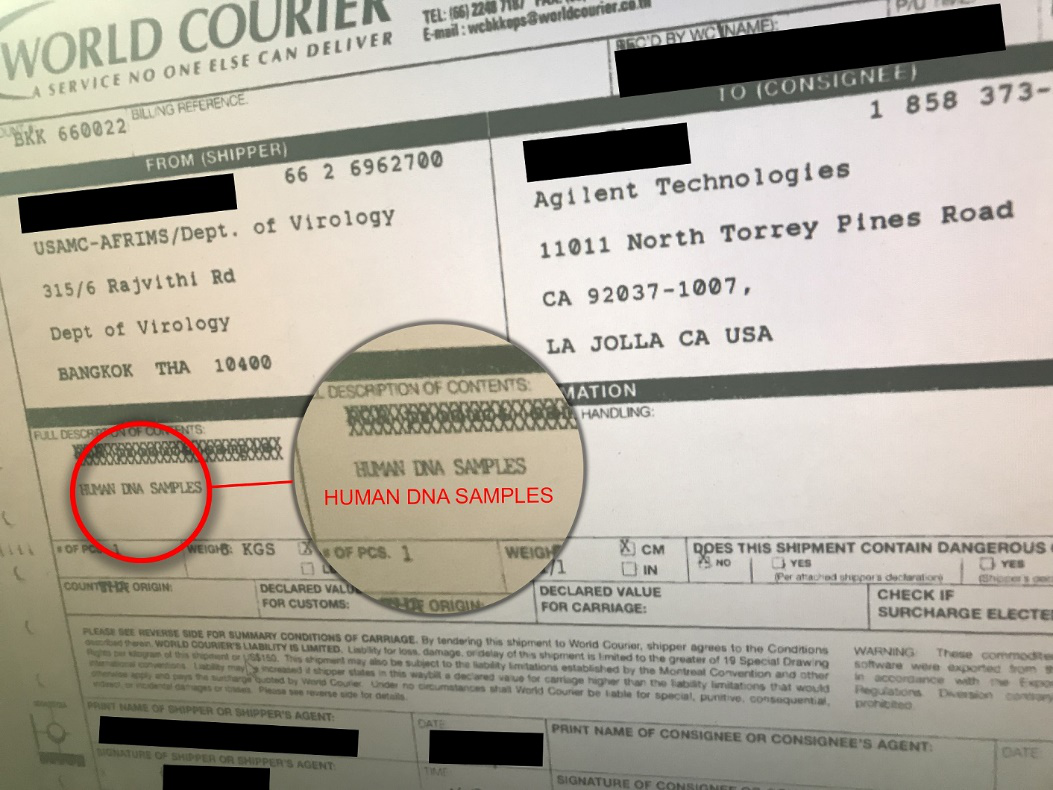 WORLD COURIER
A SERVICE NO ONE ELSE CAN DELIVER
TEL: (66) 2248 7187
E-mail : wcbkkops@worldcourier.co.th
REC'D BY WC (NAME):
P/U TIME:
BKK 660022
BILLING REFERENCE:
FROM (SHIPPER)
TO (CONSIGNEE)
66 2 6962700
1 858 373-
USAMC-AFRIMS/Dept. of Virology
315/6 Rajvithi Rd
Dept of Virology
BANGKOK THA 10400
Agilent Technologies
11011 North Torrey Pines Road
CA 92037-1007,
LA JOLLA CA USA
FULL DESCRIPTION OF CONTENTS:
HUMAN DNA SAMPLES
L DESCRIPTION OF CONTENTS:
HUMAN DNA SAMPLES
HUMAN DNA SAMPLES
# OF PCS. 1
WEIGH
ORIGIN:
MATION
HANDLING:
# OF PCS. 1
KGS
X CM
IN
DOES THIS SHIPMENT CONTAIN DANGEROUS
NO
YES
(Per attached shipper's declaration)
YES
(Shipper's
ORIGIN:
DECLARED VALU
FOR CUSTOMS:
DECLARED VALUE
FOR CARRIAGE:
CHECK IF
SURCHARGE ELECTE
PLEASE SEE REVERSE SIDE FOR SUMMARY CONDITIONS OF CARRIAGE. By tendering this shipment to World Courier, shipper agrees to the Conditions
described therein. WORLD COURIER'S LIABILITY IS LIMITED. Liability for loss, damage, or delay of this shipment is limited to the greater of 19 Special Drawing
Rights per kilogram of this shipment or US$150. This shipment may also be subject to the liability limitations established by the Montreal Convention and other
international conventions. Liability may be increased if shipper states in this waybill a declared value for carriage higher than the liability limitations that would
otherwise apply and pays the surcharge quoted by World Courier. Under no circumstances shall World Courier be liable for special, punitive, consequential,
indirect, or incidental damages or losses. Please see reverse side for details.
WARNING: These commodities
software were exported from
in accordance with the Expo
Regulations. Diversion contrary
prohibited.
PRINT NAME OF SHIPPER OR SHIPPER'S AGENT:
DATE:
PRINT NAME OF CONSIGNEE OR CONSIGNEE'S AGENT:
DATE:
SIGNATURE OF SHIPPER OR SHIPPER'S AGENT:
TIME:
SIGNATURE OF CONSIGNEE OR CONSIGNEE'S